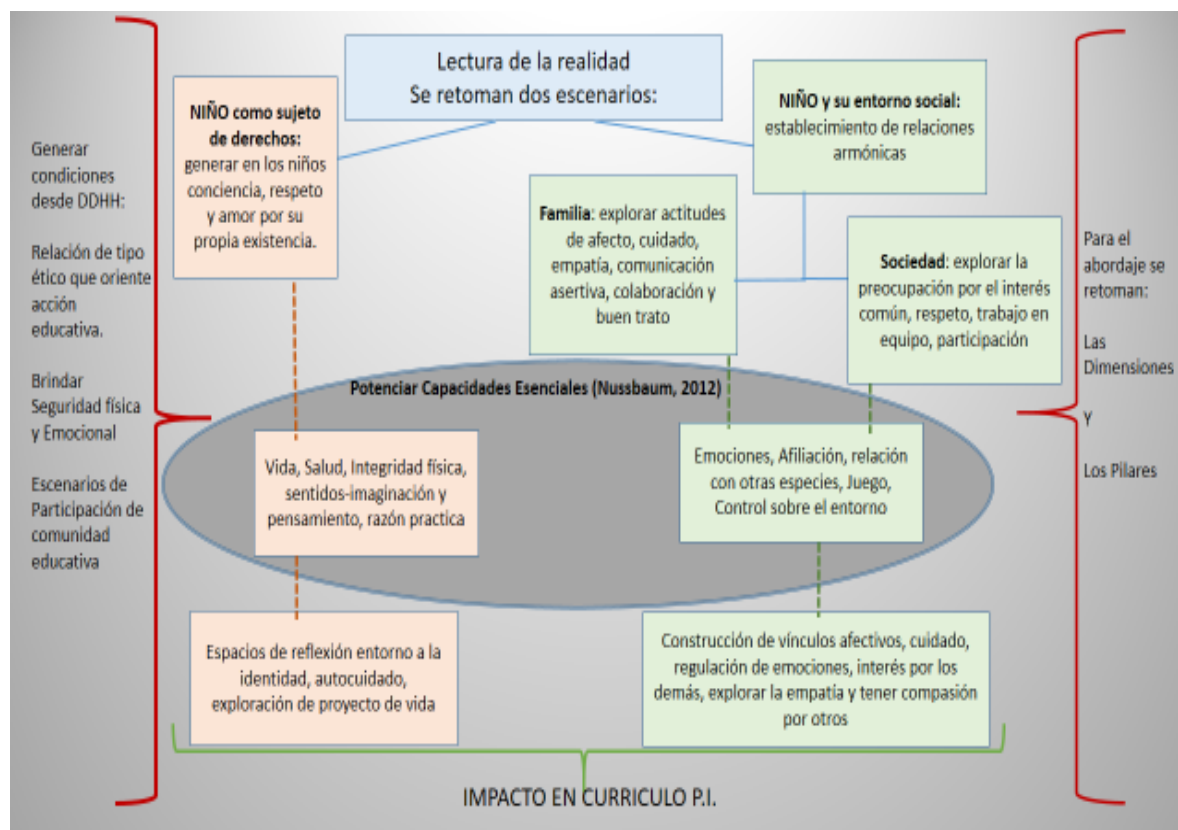 Lectura de la realidad
Se retoman dos escenarios:
NIÑO como sujeto
de derechos:
generar en los niños
conciencia, respeto
y amor por su
propia existencia.
NIÑO y su entorno social:
establecimiento de relaciones
armónicas
Generar
condiciones
desde DDHH:
Relación de tipo
ético que oriente
acción
educativa.
Brindar
Seguridad física
y Emocional
Escenarios de
Participación de
comunidad
educativa
Familia: explorar actitudes
de afecto, cuidado,
empatía, comunicación
asertiva, colaboración y
buen trato
Sociedad: explorar la
preocupación por el interés
común, respeto, trabajo en
equipo, participación
Para el
abordaje se
retoman:
Las
Dimensiones
Y
Los Pilares
Potenciar Capacidades Esenciales (Nussbaum, 2012)
Vida, Salud, Integridad física,
sentidos-imaginación y
pensamiento, razón practica
Emociones, Afiliación, relación
con otras especies, Juego,
Control sobre el entorno
Espacios de reflexión entorno a la
identidad, autocuidado,
exploración de proyecto de vida
Construcción de vínculos afectivos, cuidado,
regulación de emociones, interés por los
demás, explorar la empatía y tener compasión
por otros
IMPACTO EN CURRICULO P.I.